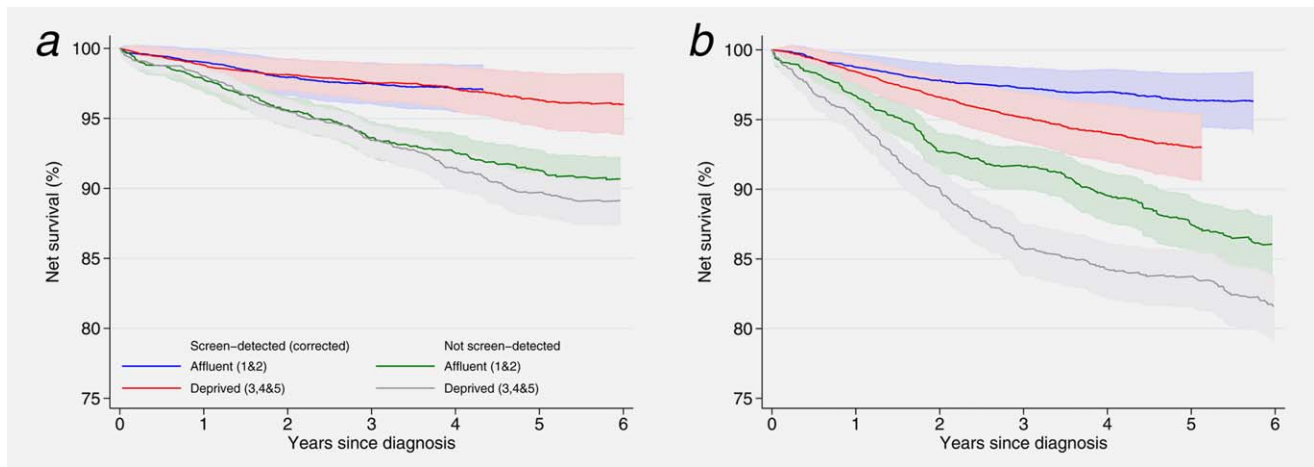 a
100
95
90
85
80
75
Net survival (%)
Screen-detected (corrected)
Not screen-detected
Affluent (1&2)
Affluent (1&2)
Deprived (3,4&5)
Deprived (3,4&5)
0 1 2 3 4 5 6
Years since diagnosis
b
100
95
90
85
80
75
Net survival (%)
0 1 2 3 4 5 6
Years since diagnosis